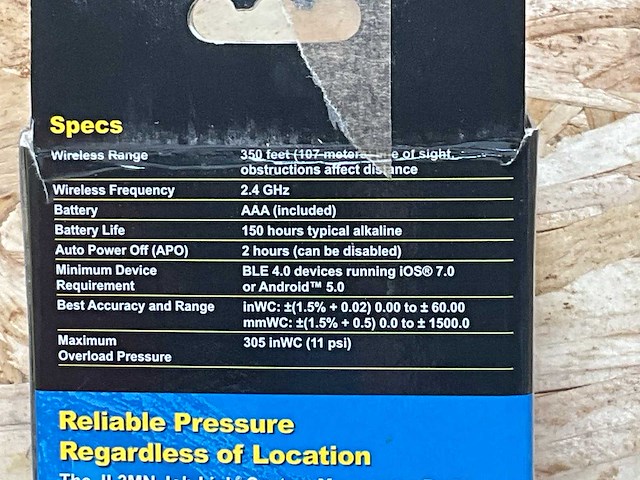 Specs
Wireless Range 350 feet (107 meters) line of sight,
obstructions affect distance
Wireless Frequency 2.4 GHz
Battery AAA (included)
Battery Life 150 hours typical alkaline
Auto Power Off (APO) 2 hours (can be disabled)
Minimum Device BLE 4.0 devices running iOS® 7.0
Requirement or Android™ 5.0
Best Accuracy and Range inWC: ±(1.5% + 0.02) 0.00 to ± 60.00
mmWC: ±(1.5% + 0.5) 0.0 to ± 1500.0
Maximum 305 inWC (11 psi)
Overload Pressure
Reliable Pressure
Regardless of Location
The JL3MN Job Link